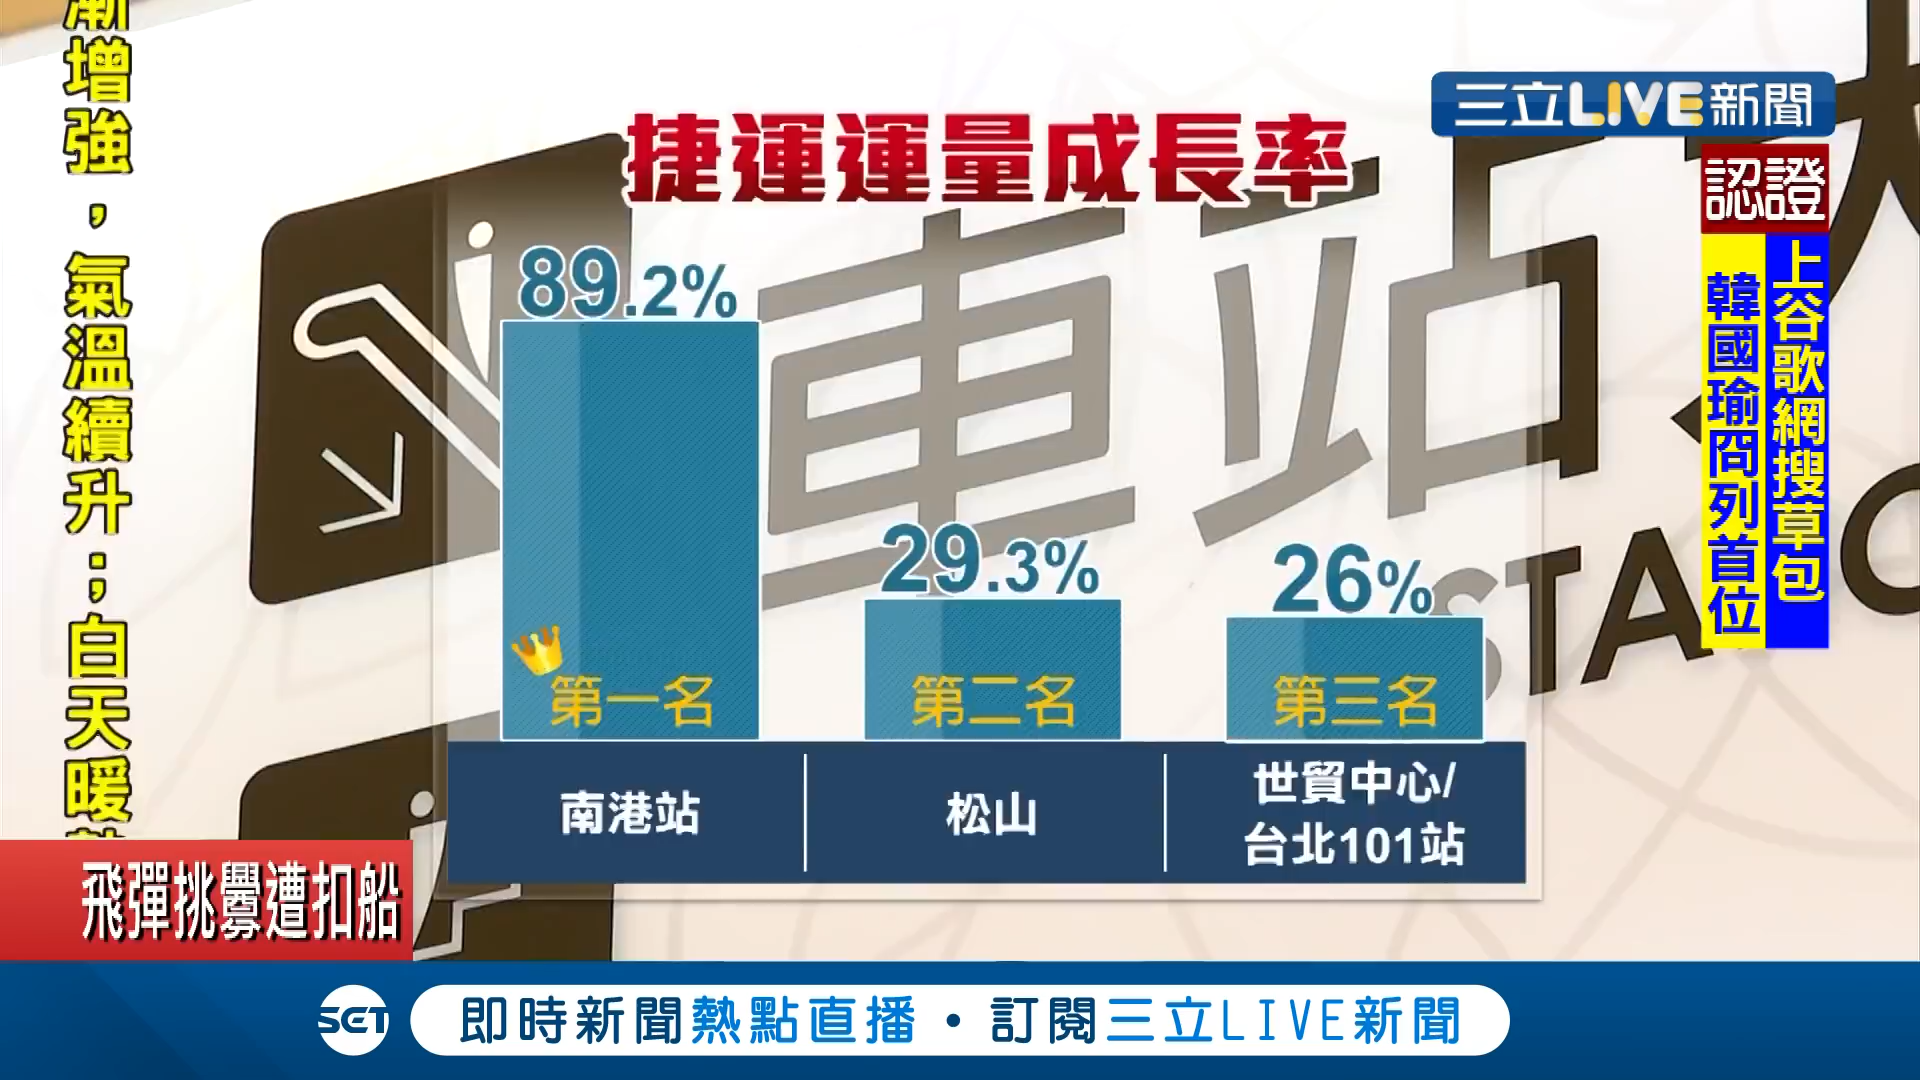 三立LIVE新聞
捷運運量成長率
89.2%
29.3%
26%
第一名
第二名
第三名
南港站
松山
世貿中心/
台北101站
認證
上谷歌網搜草包
韓國瑜冏列首位
漸增強，氣溫續升；白天暖
車站
STA
飛彈挑釁遭扣船
SET
即時新聞熱點直播・訂閱三立LIVE新聞